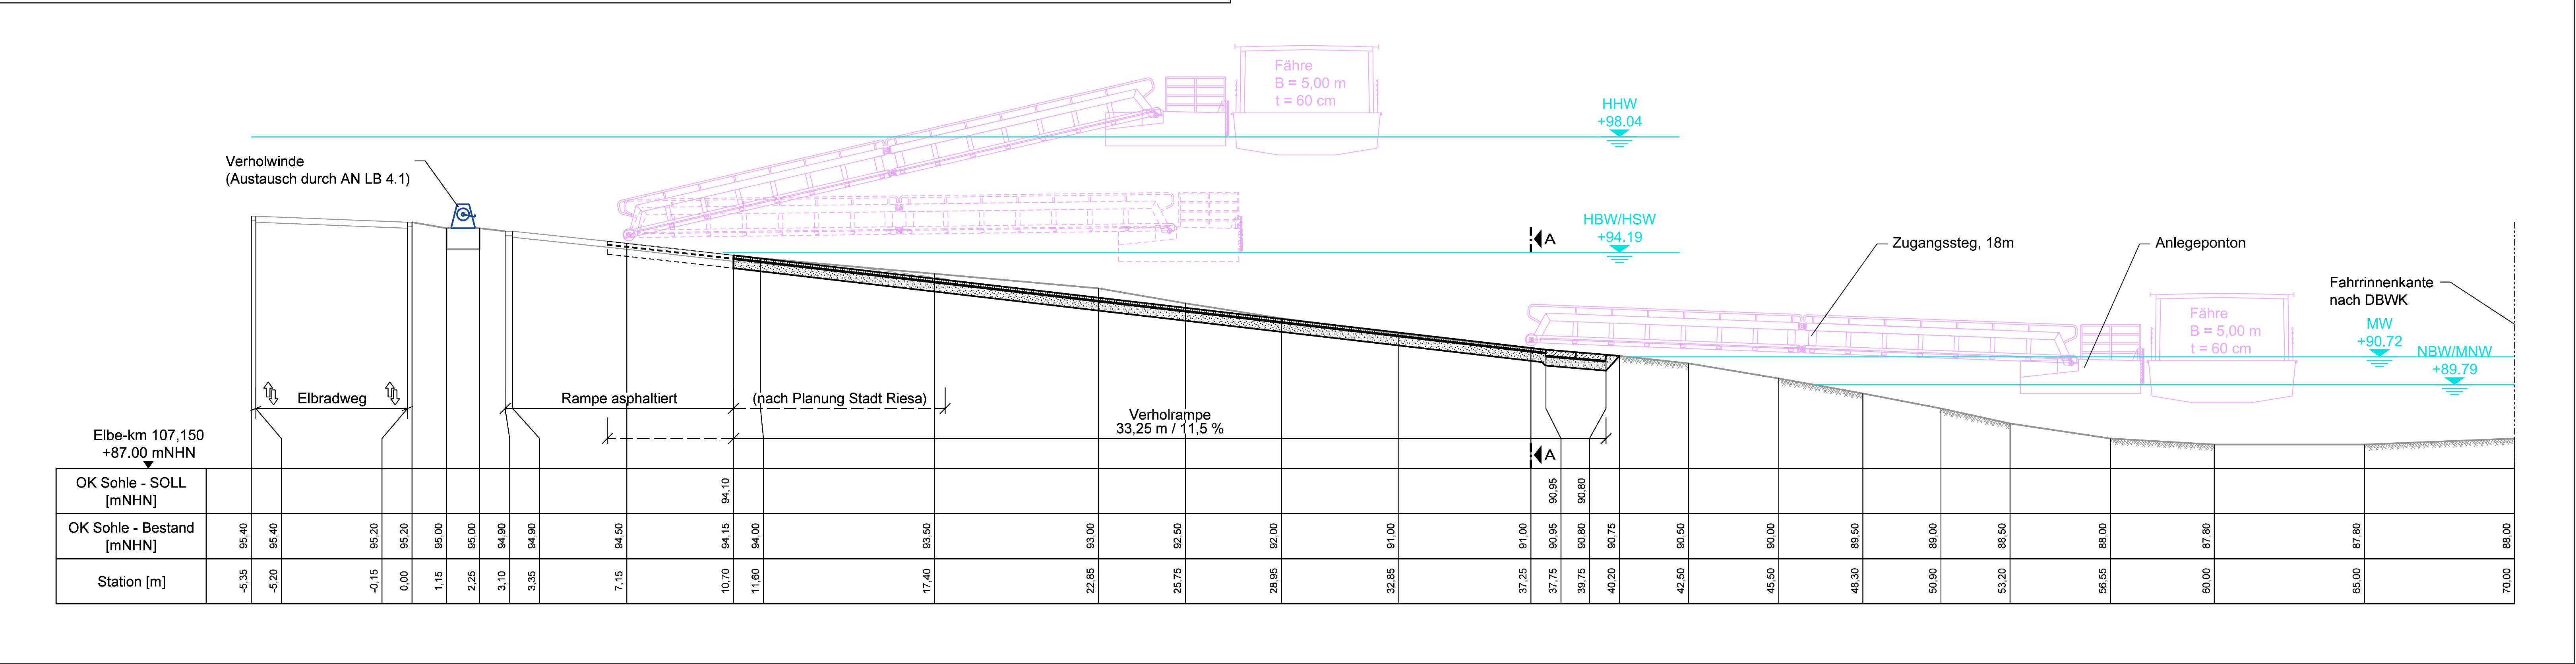 Fähre
B = 5,00 m
t = 60 cm
HHW
+98.04
Verholwinde
(Austausch durch AN LB 4.1)
HBW/HSW
+94.19
A
Zugangssteg, 18m
Anlegeponton
Fahrrinnenkante
nach DBWK
Fähre
B = 5,00 m
t = 60 cm
MW
+90.72
NBW/MNW
+89.79
Elbradweg
Rampe asphaltiert
(nach Planung Stadt Riesa)
Verholrampe
33,25 m / 11,5 %
Elbe-km 107,150
+87.00 mNHN
A
OK Sohle - SOLL
[mNHN]
94,10 90,95 90,80
OK Sohle - Bestand
[mNHN]
95,40 95,40 95,20 95,20 95,00 95,00 94,90 94,90 94,50 94,15 94,00 93,50 93,00 92,50 92,00 91,00 91,00 90,95 90,80 90,75 90,50 90,00 89,50 89,00 88,50 88,00 87,80 87,80 88,00
Station [m]
-5,35 -5,20 -0,15 0,00 1,15 2,25 3,10 3,35 7,15 10,70 11,60 17,40 22,85 25,75 28,95 32,85 37,25 37,75 39,75 40,20 42,50 45,50 48,30 50,90 53,20 56,55 60,00 65,00 70,00